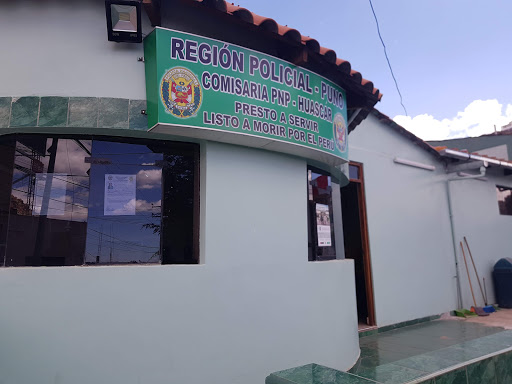 REGIÓN POLICIAL - PUNO
COMISARIA PNP - HUASCAR
PRESTO A SERVIR
LISTO A MORIR POR EL PERÚ